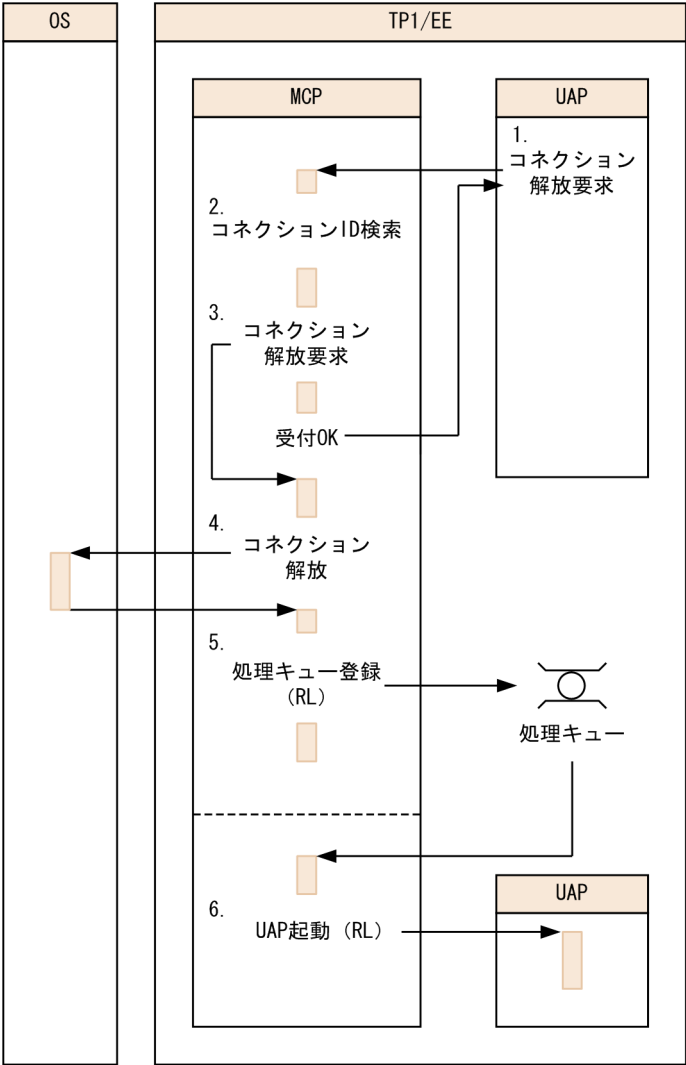 OS
TP1/EE
MCP
UAP
1.
コネクション
解放要求
2.
コネクションID検索
3.
コネクション
解放要求
受付OK
4.
コネクション
解放
5.
処理キュー登録
(RL)
処理キュー
UAP
6.
UAP起動 (RL)